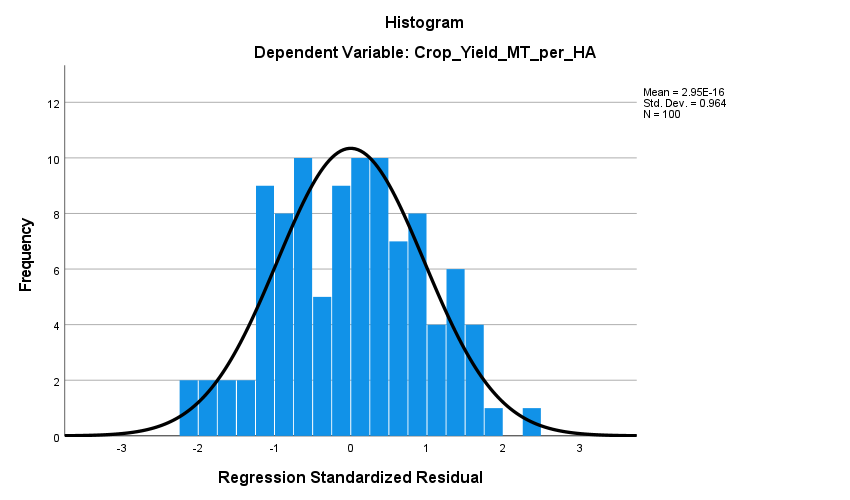 Histogram
Dependent Variable: Crop_Yield_MT_per_HA
Mean = 2.95E-16
Std. Dev. = 0.964
N = 100
Frequency
12
10
8
6
4
2
0
-3 -2 -1 0 1 2 3
Regression Standardized Residual